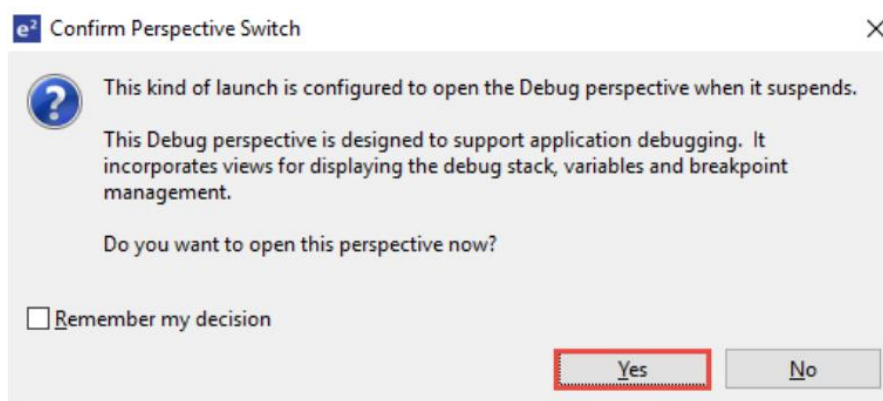 e² Confirm Perspective Switch
This kind of launch is configured to open the Debug perspective when it suspends.
This Debug perspective is designed to support application debugging. It
incorporates views for displaying the debug stack, variables and breakpoint
management.
Do you want to open this perspective now?
Remember my decision
Yes No